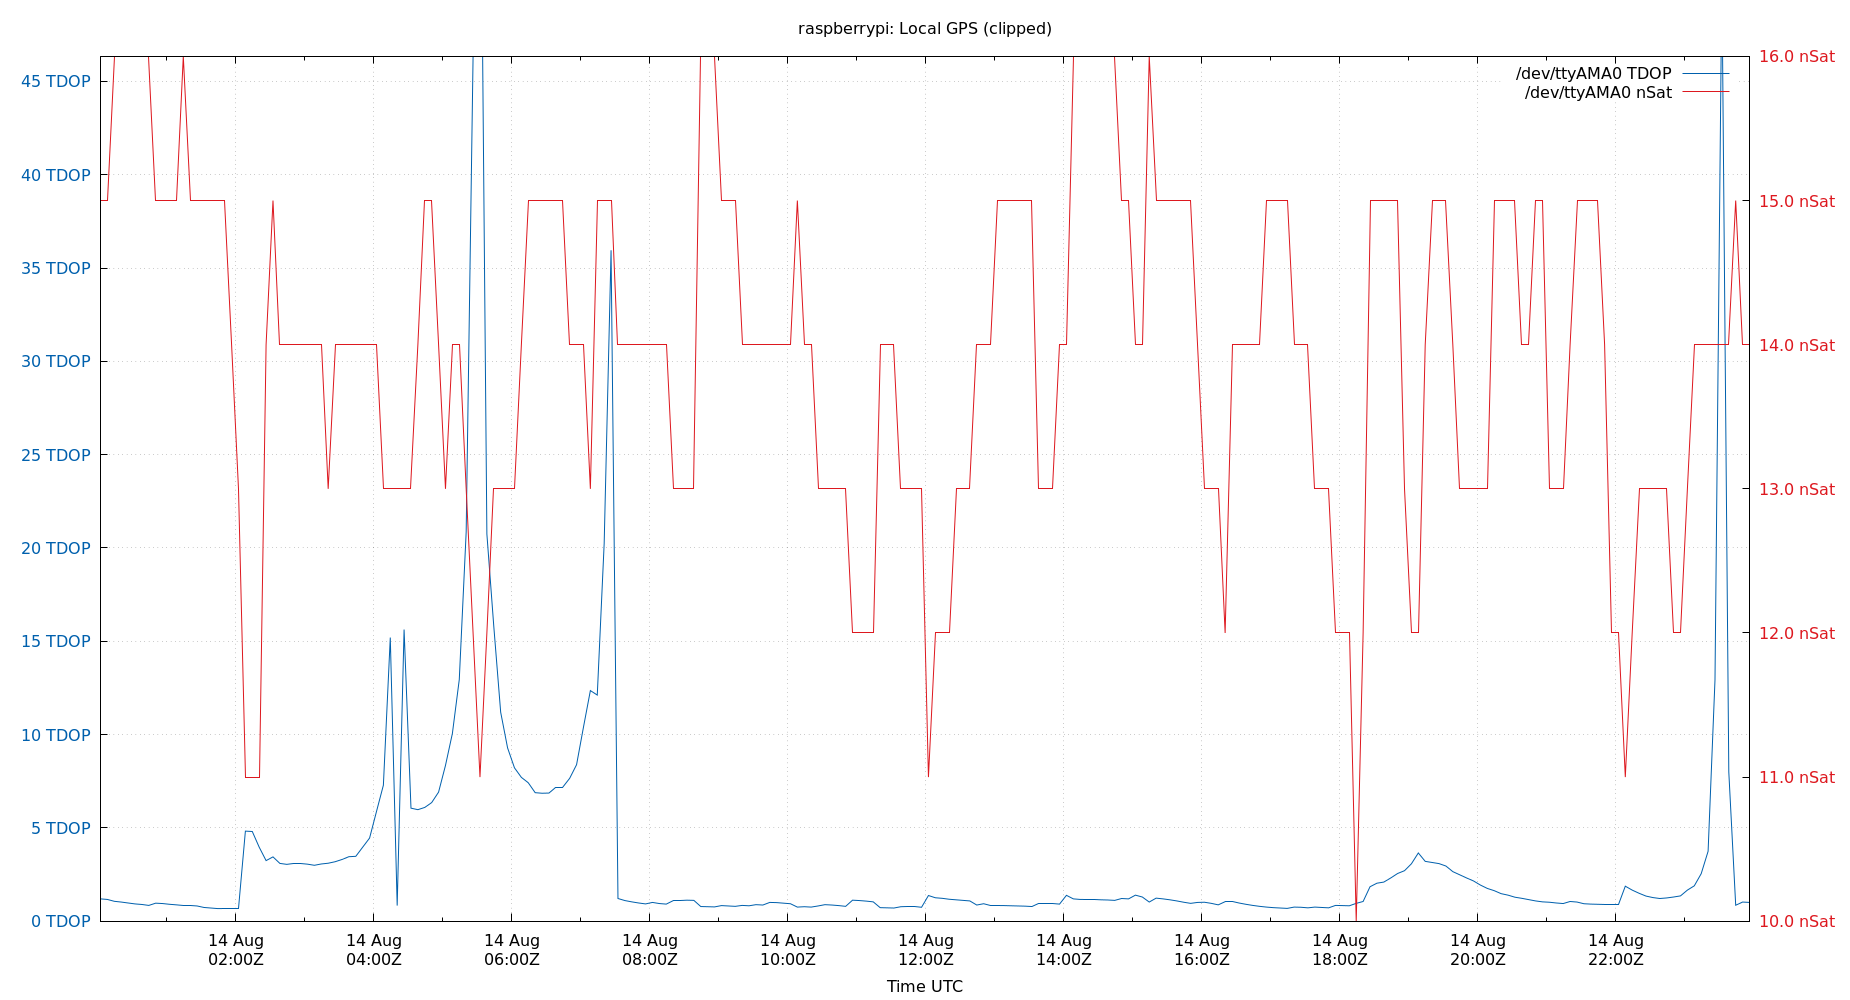 raspberrypi: Local GPS (clipped)
/dev/ttyAMA0 TDOP
/dev/ttyAMA0 nSat
45 TDOP
40 TDOP
35 TDOP
30 TDOP
25 TDOP
20 TDOP
15 TDOP
10 TDOP
5 TDOP
0 TDOP
16.0 nSat
15.0 nSat
14.0 nSat
13.0 nSat
12.0 nSat
11.0 nSat
10.0 nSat
14 Aug
02:00Z
14 Aug
04:00Z
14 Aug
06:00Z
14 Aug
08:00Z
14 Aug
10:00Z
14 Aug
12:00Z
14 Aug
14:00Z
14 Aug
16:00Z
14 Aug
18:00Z
14 Aug
20:00Z
14 Aug
22:00Z
Time UTC